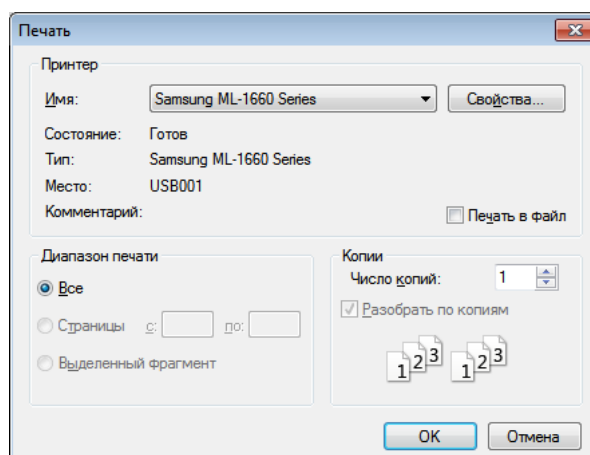 Печать
Принтер
Имя: Samsung ML-1660 Series Свойства...
Состояние: Готов
Тип: Samsung ML-1660 Series
Место: USB001
Комментарий: Печать в файл
Диапазон печати
Все
Страницы с: по:
Выделенный фрагмент
Копии
Число копий: 1
Разобрать по копиям
1 2 3 1 2 3
OK Отмена